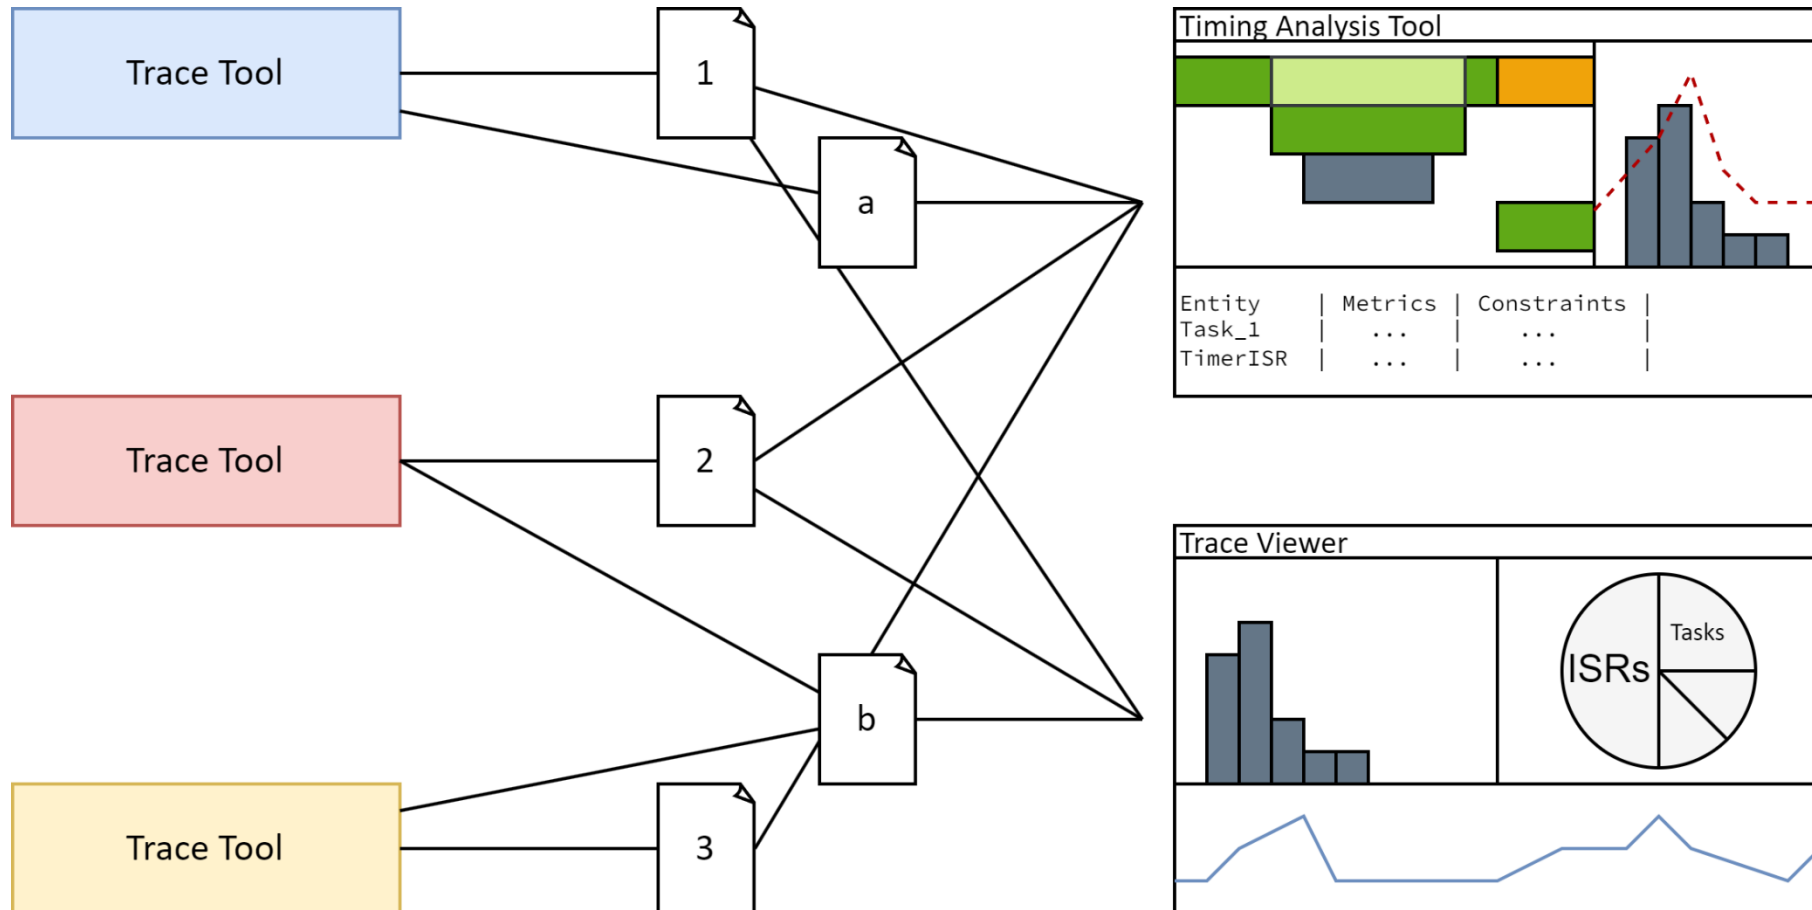 Trace Tool
1
a
Trace Tool
2
b
Trace Tool
3
Timing Analysis Tool
Entity | Metrics | Constraints |
Task_1 | ... | ... |
TimerISR | ... | ... |
Trace Viewer
Tasks
ISRs